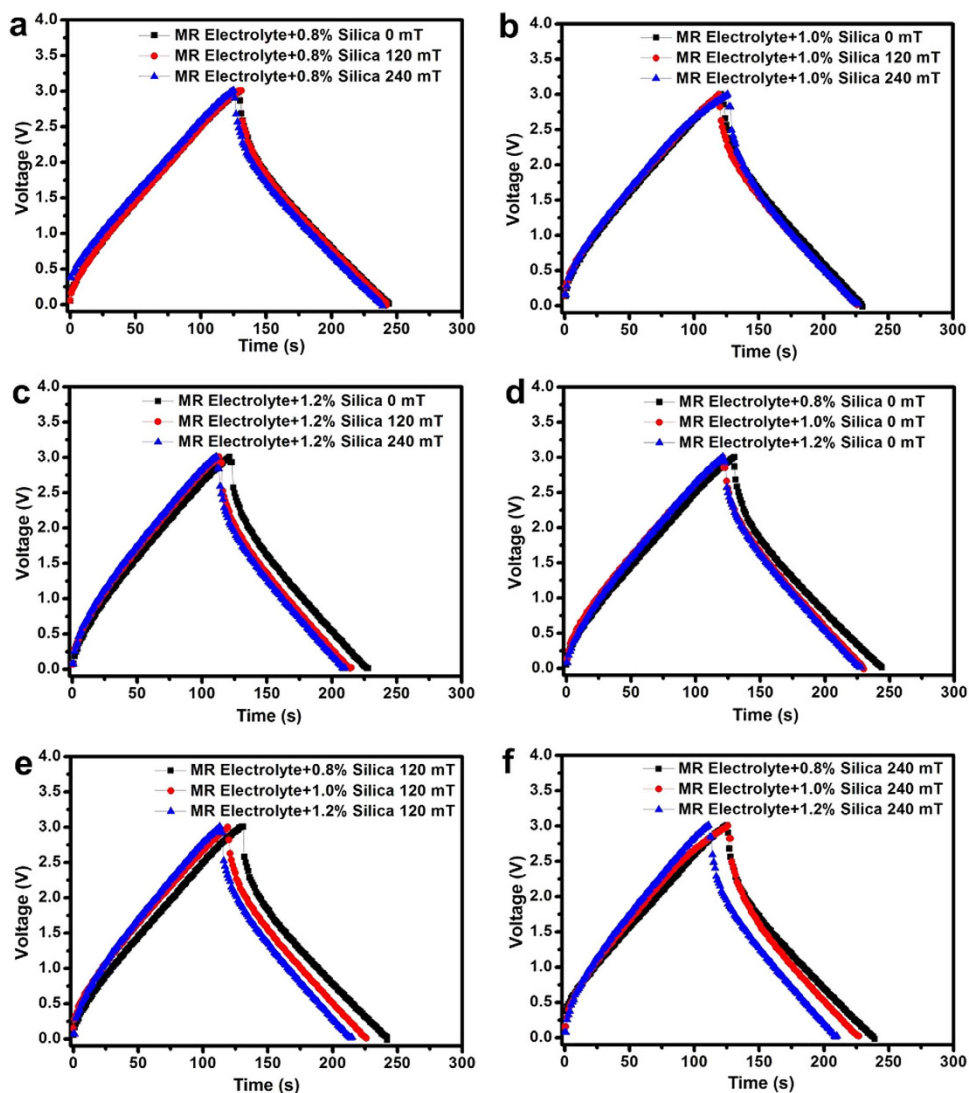 a
MR Electrolyte+0.8% Silica 0 mT
MR Electrolyte+0.8% Silica 120 mT
MR Electrolyte+0.8% Silica 240 mT
Voltage (V)
4.0
3.5
3.0
2.5
2.0
1.5
1.0
0.5
0.0
0 50 100 150 200 250 300
Time (s)
b
MR Electrolyte+1.0% Silica 0 mT
MR Electrolyte+1.0% Silica 120 mT
MR Electrolyte+1.0% Silica 240 mT
Voltage (V)
4.0
3.5
3.0
2.5
2.0
1.5
1.0
0.5
0.0
0 50 100 150 200 250 300
Time (s)
c
MR Electrolyte+1.2% Silica 0 mT
MR Electrolyte+1.2% Silica 120 mT
MR Electrolyte+1.2% Silica 240 mT
Voltage (V)
4.0
3.5
3.0
2.5
2.0
1.5
1.0
0.5
0.0
0 50 100 150 200 250 300
Time (s)
d
MR Electrolyte+0.8% Silica 0 mT
MR Electrolyte+1.0% Silica 0 mT
MR Electrolyte+1.2% Silica 0 mT
Voltage (V)
4.0
3.5
3.0
2.5
2.0
1.5
1.0
0.5
0.0
0 50 100 150 200 250 300
Time (s)
e
MR Electrolyte+0.8% Silica 120 mT
MR Electrolyte+1.0% Silica 120 mT
MR Electrolyte+1.2% Silica 120 mT
Voltage (V)
4.0
3.5
3.0
2.5
2.0
1.5
1.0
0.5
0.0
0 50 100 150 200 250 300
Time (s)
f
MR Electrolyte+0.8% Silica 240 mT
MR Electrolyte+1.0% Silica 240 mT
MR Electrolyte+1.2% Silica 240 mT
Voltage (V)
4.0
3.5
3.0
2.5
2.0
1.5
1.0
0.5
0.0
0 50 100 150 200 250 300
Time (s)